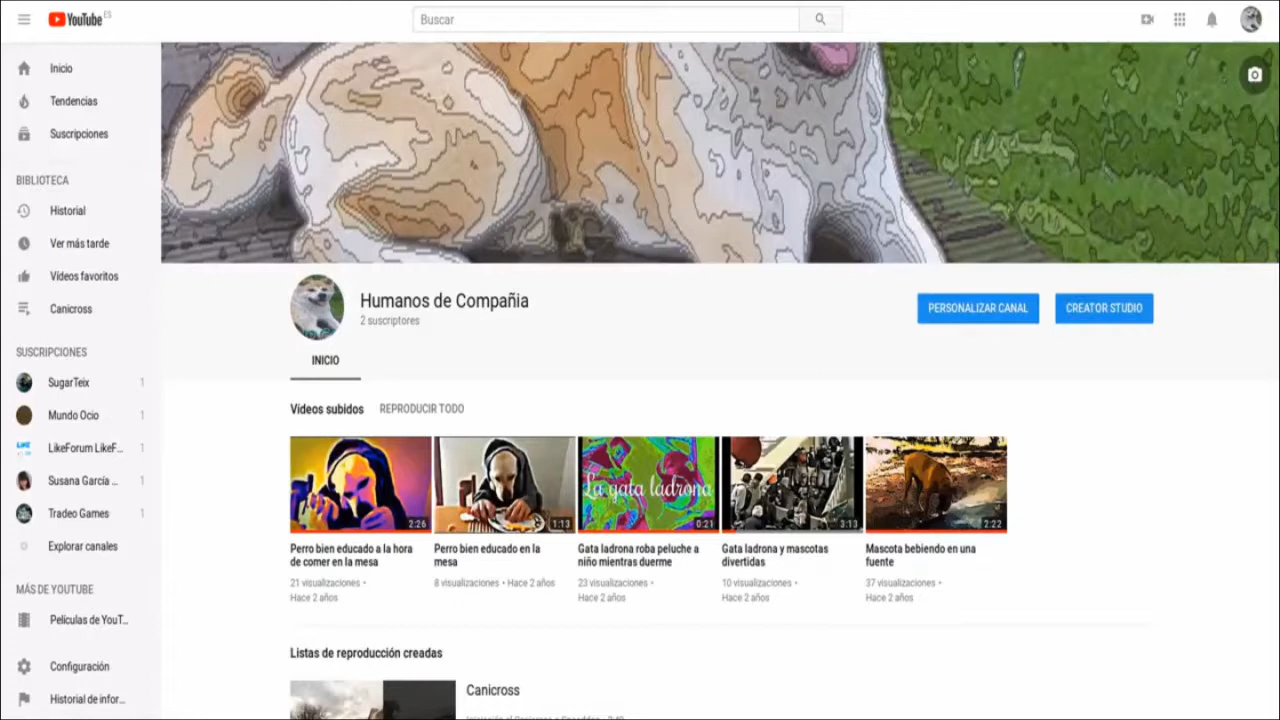 YouTube ES
Buscar
Inicio
Tendencias
Suscripciones
BIBLIOTECA
Historial
Ver más tarde
Vídeos favoritos
Canicross
SUSCRIPCIONES
SugarTeix 1
Mundo Ocio 1
LikeForum LikeF... 1
Susana García ... 1
Tradeo Games 1
Explorar canales
MÁS DE YOUTUBE
Películas de YouT...
Configuración
Historial de infor...
Humanos de Compañia
2 suscriptores
PERSONALIZAR CANAL
CREATOR STUDIO
INICIO
Vídeos subidos REPRODUCIR TODO
2:26
1:13
La gata ladrona
0:21
3:13
2:22
Perro bien educado a la hora
de comer en la mesa
21 visualizaciones •
Hace 2 años
Perro bien educado en la
mesa
8 visualizaciones • Hace 2 años
Gata ladrona roba peluche a
niño mientras duerme
23 visualizaciones •
Hace 2 años
Gata ladrona y mascotas
divertidas
10 visualizaciones •
Hace 2 años
Mascota bebiendo en una
fuente
37 visualizaciones •
Hace 2 años
Listas de reproducción creadas
Canicross